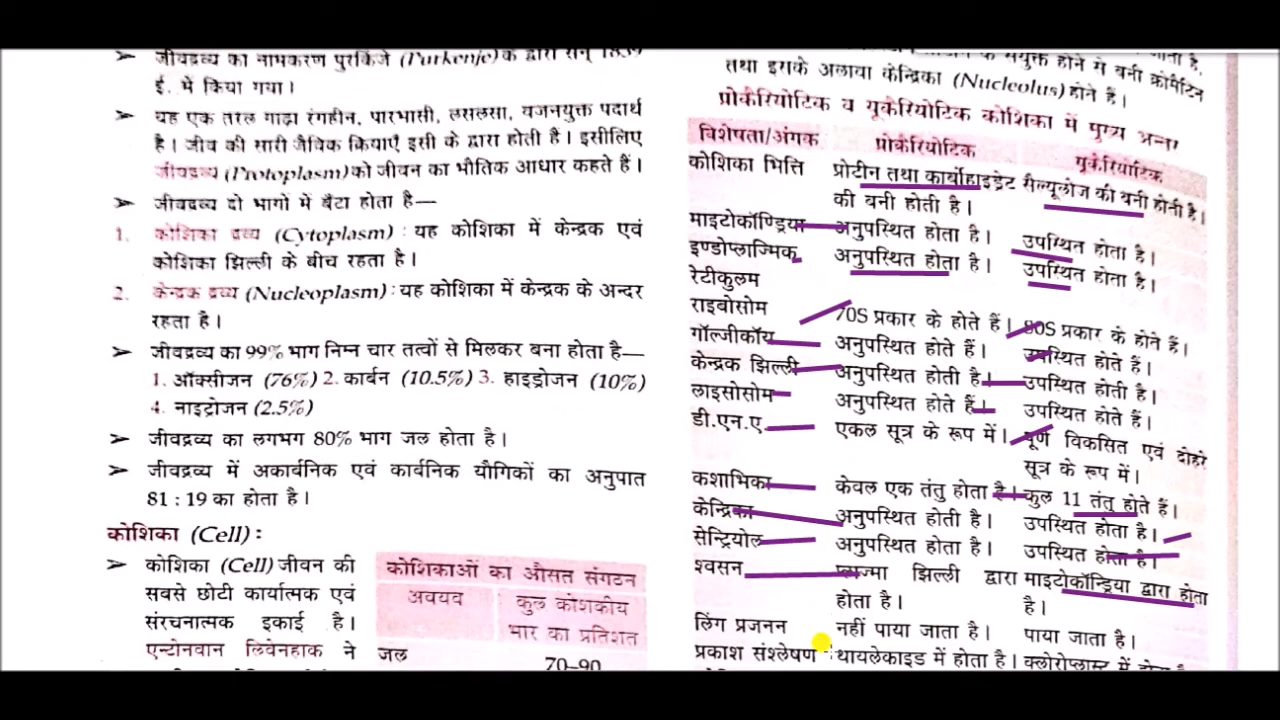 जीवद्रव्य का नामकरण पुरकिंजे (Purkenje) के द्वारा सन् 1839
ई. में किया गया।
➢ यह एक तरल गाढ़ा रंगहीन, पारभासी, लसलसा, वजनयुक्त पदार्थ
है। जीव की सारी जैविक क्रियाएँ इसी के द्वारा होती है। इसीलिए
जीवद्रव्य (Protoplasm) को जीवन का भौतिक आधार कहते हैं।
➢ जीवद्रव्य दो भागों में बँटा होता है—
1. कोशिका द्रव्य (Cytoplasm) : यह कोशिका में केन्द्रक एवं
कोशिका झिल्ली के बीच रहता है।
2. केन्द्रक द्रव्य (Nucleoplasm) : यह कोशिका में केन्द्रक के अन्दर
रहता है।
➢ जीवद्रव्य का 99% भाग निम्न चार तत्वों से मिलकर बना होता है—
1. ऑक्सीजन (76%) 2. कार्बन (10.5%) 3. हाइड्रोजन (10%)
4. नाइट्रोजन (2.5%)
➢ जीवद्रव्य का लगभग 80% भाग जल होता है।
➢ जीवद्रव्य में अकार्बनिक एवं कार्बनिक यौगिकों का अनुपात
81 : 19 का होता है।
कोशिका (Cell) :
➢ कोशिका (Cell) जीवन की
सबसे छोटी कार्यात्मक एवं
संरचनात्मक इकाई है।
एन्टोनवान लिवेनहाक ने
कोशिकाओं का औसत संगटन
अवयव कुल कोशकीय
भार का प्रतिशत
जल 70–90
संयुक्त होने से बनी क्रोमैटिन
तथा इसके अलावा केन्द्रिका (Nucleolus) होते हैं।
प्रोकैरियोटिक व यूकैरियोटिक कोशिका में मुख्य अन्तर
विशेषता/अंगक प्रोकैरियोटिक यूकैरियोटिक
कोशिका भित्ति प्रोटीन तथा कार्बोहाइड्रेट सैल्यूलोज की बनी होती है।
की बनी होती है।
माइटोकॉण्ड्रिया अनुपस्थित होता है। उपस्थित होता है।
इण्डोप्लाज्मिक अनुपस्थित होता है। उपस्थित होता है।
रेटीकुलम
राइबोसोम 70S प्रकार के होते हैं। 80S प्रकार के होते हैं।
गॉल्जीकॉय अनुपस्थित होते हैं। उपस्थित होते हैं।
केन्द्रक झिल्ली अनुपस्थित होती है। उपस्थित होती है।
लाइसोसोम अनुपस्थित होते हैं। उपस्थित होते हैं।
डी.एन.ए. एकल सूत्र के रूप में। पूर्ण विकसित एवं दोहरे
सूत्र के रूप में।
कशाभिका केवल एक तंतु होता है। कुल 11 तंतु होते हैं।
केन्द्रिका अनुपस्थित होती है। उपस्थित होता है।
सेन्ट्रियोल अनुपस्थित होता है। उपस्थित होता है।
श्वसन प्लाज्मा झिल्ली द्वारा माइटोकॉन्ड्रिया द्वारा होता
होता है। है।
लिंग प्रजनन नहीं पाया जाता है। पाया जाता है।
प्रकाश संश्लेषण थायलेकाइड में होता है। क्लोरोप्लास्ट में होता है